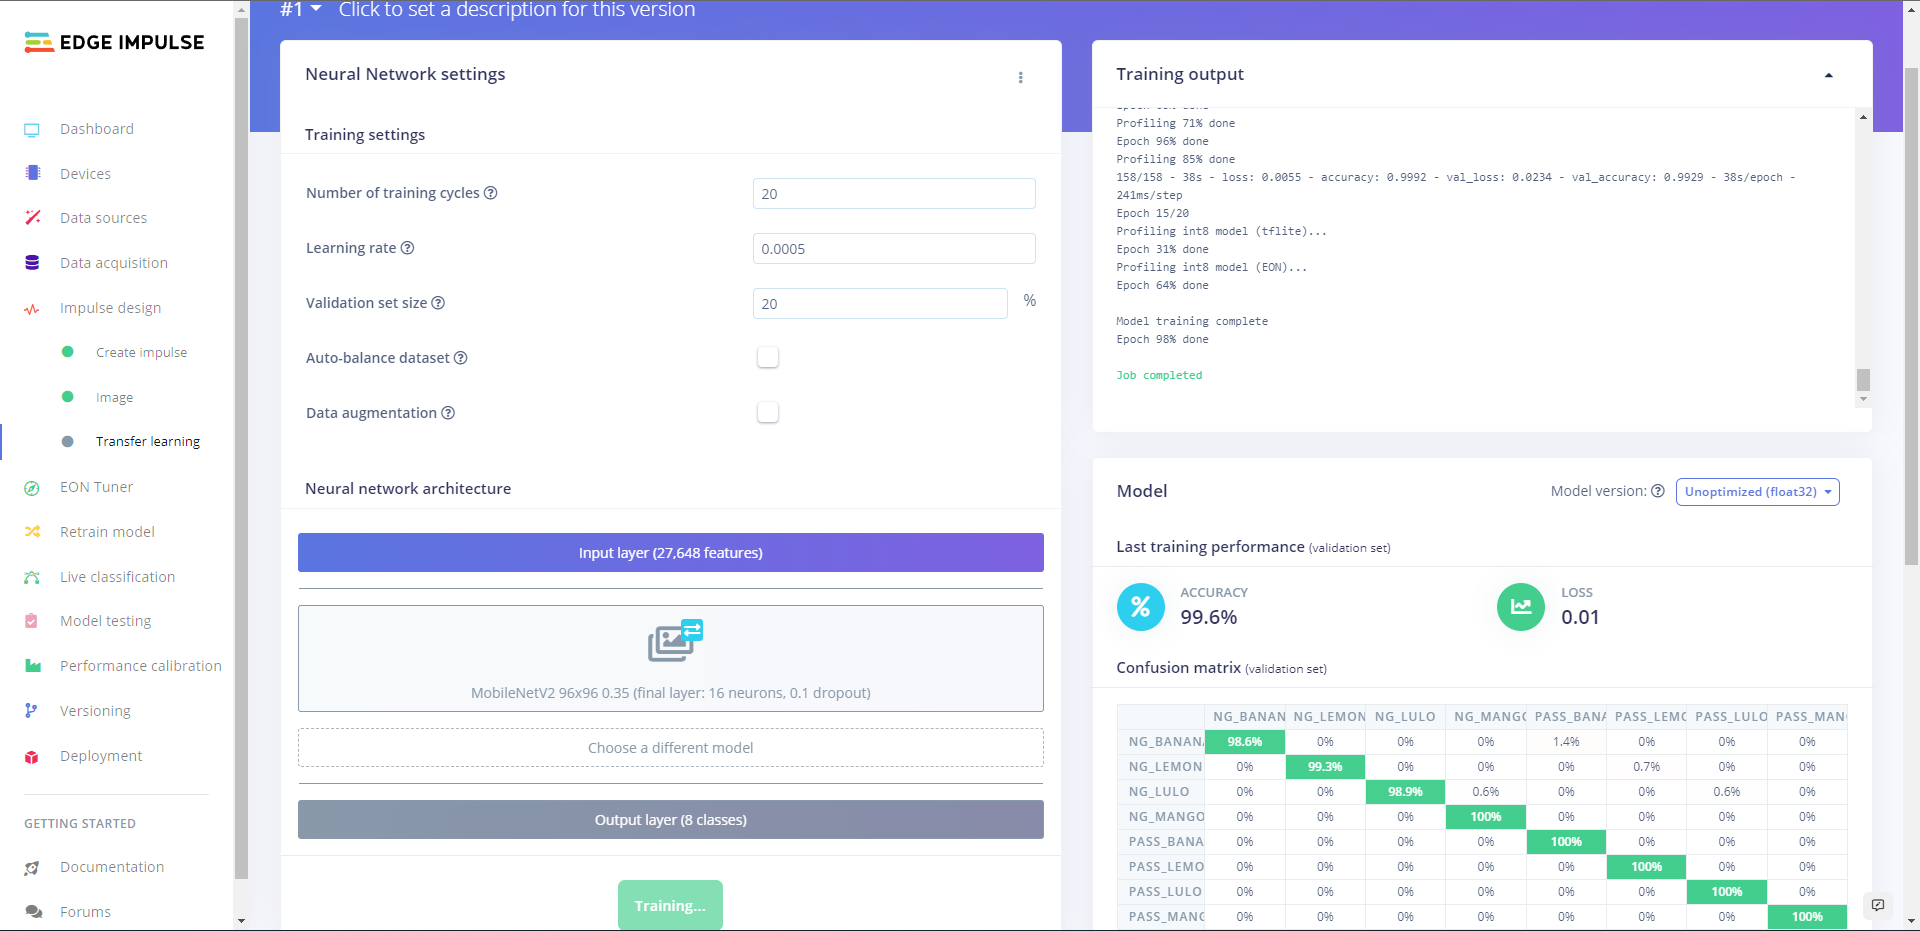 #1 Click to set a description for this version
EDGE IMPULSE
Dashboard
Devices
Data sources
Data acquisition
Impulse design
Create impulse
Image
Transfer learning
EON Tuner
Retrain model
Live classification
Model testing
Performance calibration
Versioning
Deployment
GETTING STARTED
Documentation
Forums
Neural Network settings
Training settings
Number of training cycles ? 20
Learning rate ? 0.0005
Validation set size ? 20 %
Auto-balance dataset ?
Data augmentation ?
Neural network architecture
Input layer (27,648 features)
MobileNetV2 96x96 0.35 (final layer: 16 neurons, 0.1 dropout)
Choose a different model
Output layer (8 classes)
Training...
Training output
Profiling 71% done
Epoch 96% done
Profiling 85% done
158/158 - 38s - loss: 0.0055 - accuracy: 0.9992 - val_loss: 0.0234 - val_accuracy: 0.9929 - 38s/epoch -
241ms/step
Epoch 15/20
Profiling int8 model (tflite)...
Epoch 31% done
Profiling int8 model (EON)...
Epoch 64% done
Model training complete
Epoch 98% done
Job completed
Model
Model version: ? Unoptimized (float32)
Last training performance (validation set)
% ACCURACY
99.6%
LOSS
0.01
Confusion matrix (validation set)
NG_BANAN NG_LEMON NG_LULO NG_MANGO PASS_BANA PASS_LEMO PASS_LULO PASS_MAN
NG_BANANA 98.6% 0% 0% 0% 1.4% 0% 0% 0%
NG_LEMON 0% 99.3% 0% 0% 0% 0.7% 0% 0%
NG_LULO 0% 0% 98.9% 0.6% 0% 0% 0.6% 0%
NG_MANGO 0% 0% 0% 100% 0% 0% 0% 0%
PASS_BANA 0% 0% 0% 0% 100% 0% 0% 0%
PASS_LEMO 0% 0% 0% 0% 0% 100% 0% 0%
PASS_LULO 0% 0% 0% 0% 0% 0% 100% 0%
PASS_MANG 0% 0% 0% 0% 0% 0% 0% 100%